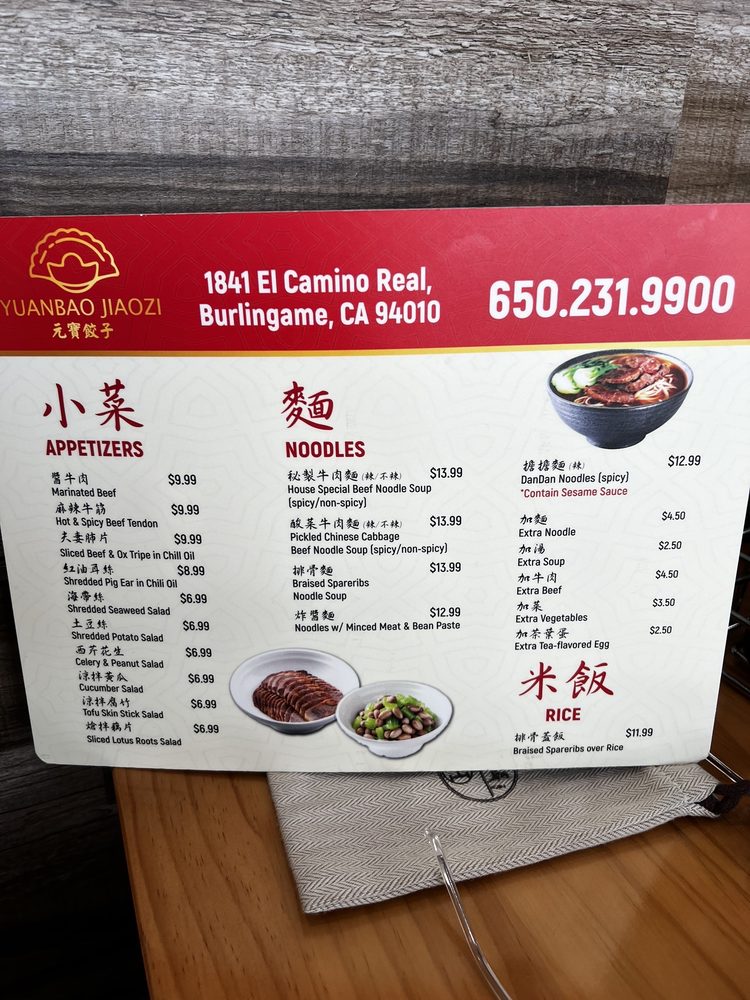 YUANBAO JIAOZI
元寶餃子
1841 El Camino Real,
Burlingame, CA 94010
650.231.9900
小菜
APPETIZERS
醬牛肉 $9.99
Marinated Beef
麻辣牛筋 $9.99
Hot & Spicy Beef Tendon
夫妻肺片 $9.99
Sliced Beef & Ox Tripe in Chill Oil
紅油耳絲 $8.99
Shredded Pig Ear in Chili Oil
海帶絲 $6.99
Shredded Seaweed Salad
土豆絲 $6.99
Shredded Potato Salad
西芹花生 $6.99
Celery & Peanut Salad
涼拌黃瓜 $6.99
Cucumber Salad
涼拌腐竹 $6.99
Tofu Skin Stick Salad
熗拌藕片 $6.99
Sliced Lotus Roots Salad
麵
NOODLES
秘製牛肉麵 (辣/不辣) $13.99
House Special Beef Noodle Soup
(spicy/non-spicy)
酸菜牛肉麵 (辣/不辣) $13.99
Pickled Chinese Cabbage
Beef Noodle Soup (spicy/non-spicy)
排骨麵 $13.99
Braised Spareribs
Noodle Soup
炸醬麵 $12.99
Noodles w/ Minced Meat & Bean Paste
擔擔麵 (辣) $12.99
DanDan Noodles (spicy)
*Contain Sesame Sauce
加麵 $4.50
Extra Noodle
加湯 $2.50
Extra Soup
加牛肉 $4.50
Extra Beef
加菜 $3.50
Extra Vegetables
加茶葉蛋 $2.50
Extra Tea-flavored Egg
米飯
RICE
排骨蓋飯 $11.99
Braised Spareribs over Rice